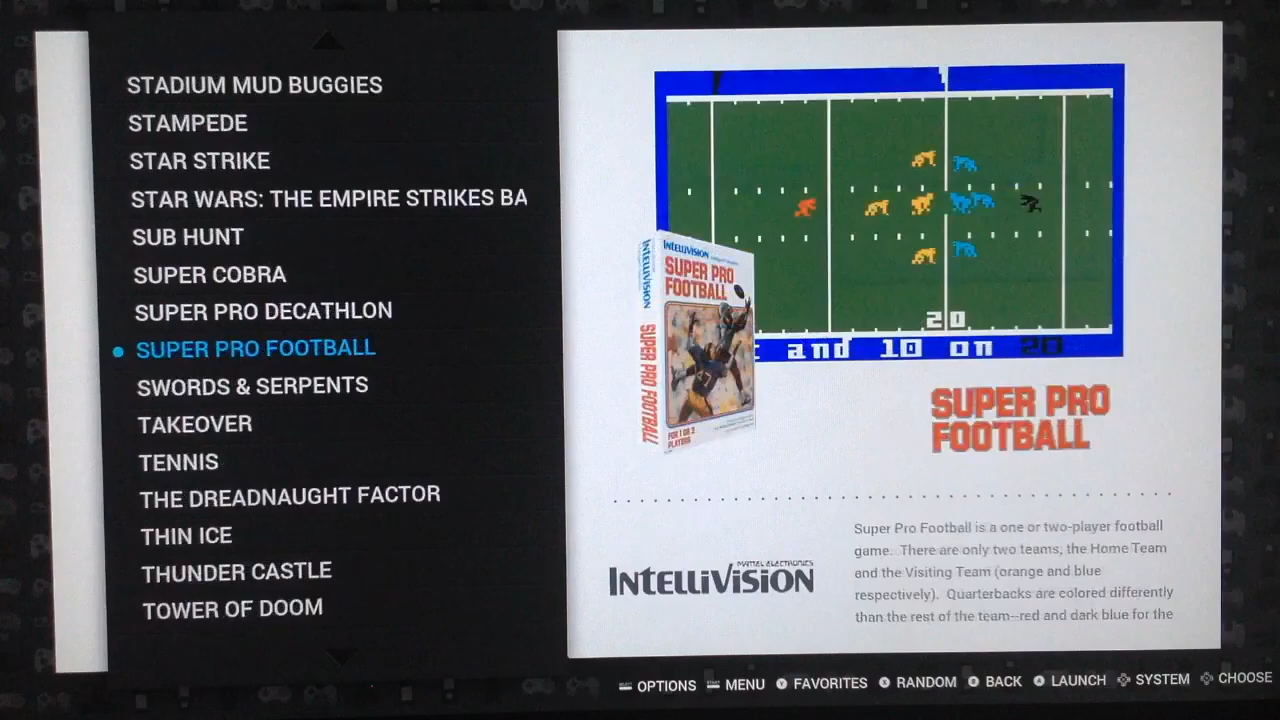 STADIUM MUD BUGGIES
STAMPEDE
STAR STRIKE
STAR WARS: THE EMPIRE STRIKES BA
SUB HUNT
SUPER COBRA
SUPER PRO DECATHLON
SUPER PRO FOOTBALL
SWORDS & SERPENTS
TAKEOVER
TENNIS
THE DREADNAUGHT FACTOR
THIN ICE
THUNDER CASTLE
TOWER OF DOOM
20
and 10 on 20
INTELLIVISION
SUPER PRO
FOOTBALL
FOR 1 OR 2
PLAYERS
INTELLIVISION
SUPER PRO FOOTBALL
SUPER PRO
FOOTBALL
MATTEL ELECTRONICS
INTELLIVISION
Super Pro Football is a one or two-player football
game. There are only two teams, the Home Team
and the Visiting Team (orange and blue
respectively). Quarterbacks are colored differently
than the rest of the team--red and dark blue for the
OPTIONS MENU Y FAVORITES RANDOM BACK LAUNCH SYSTEM CHOOSE